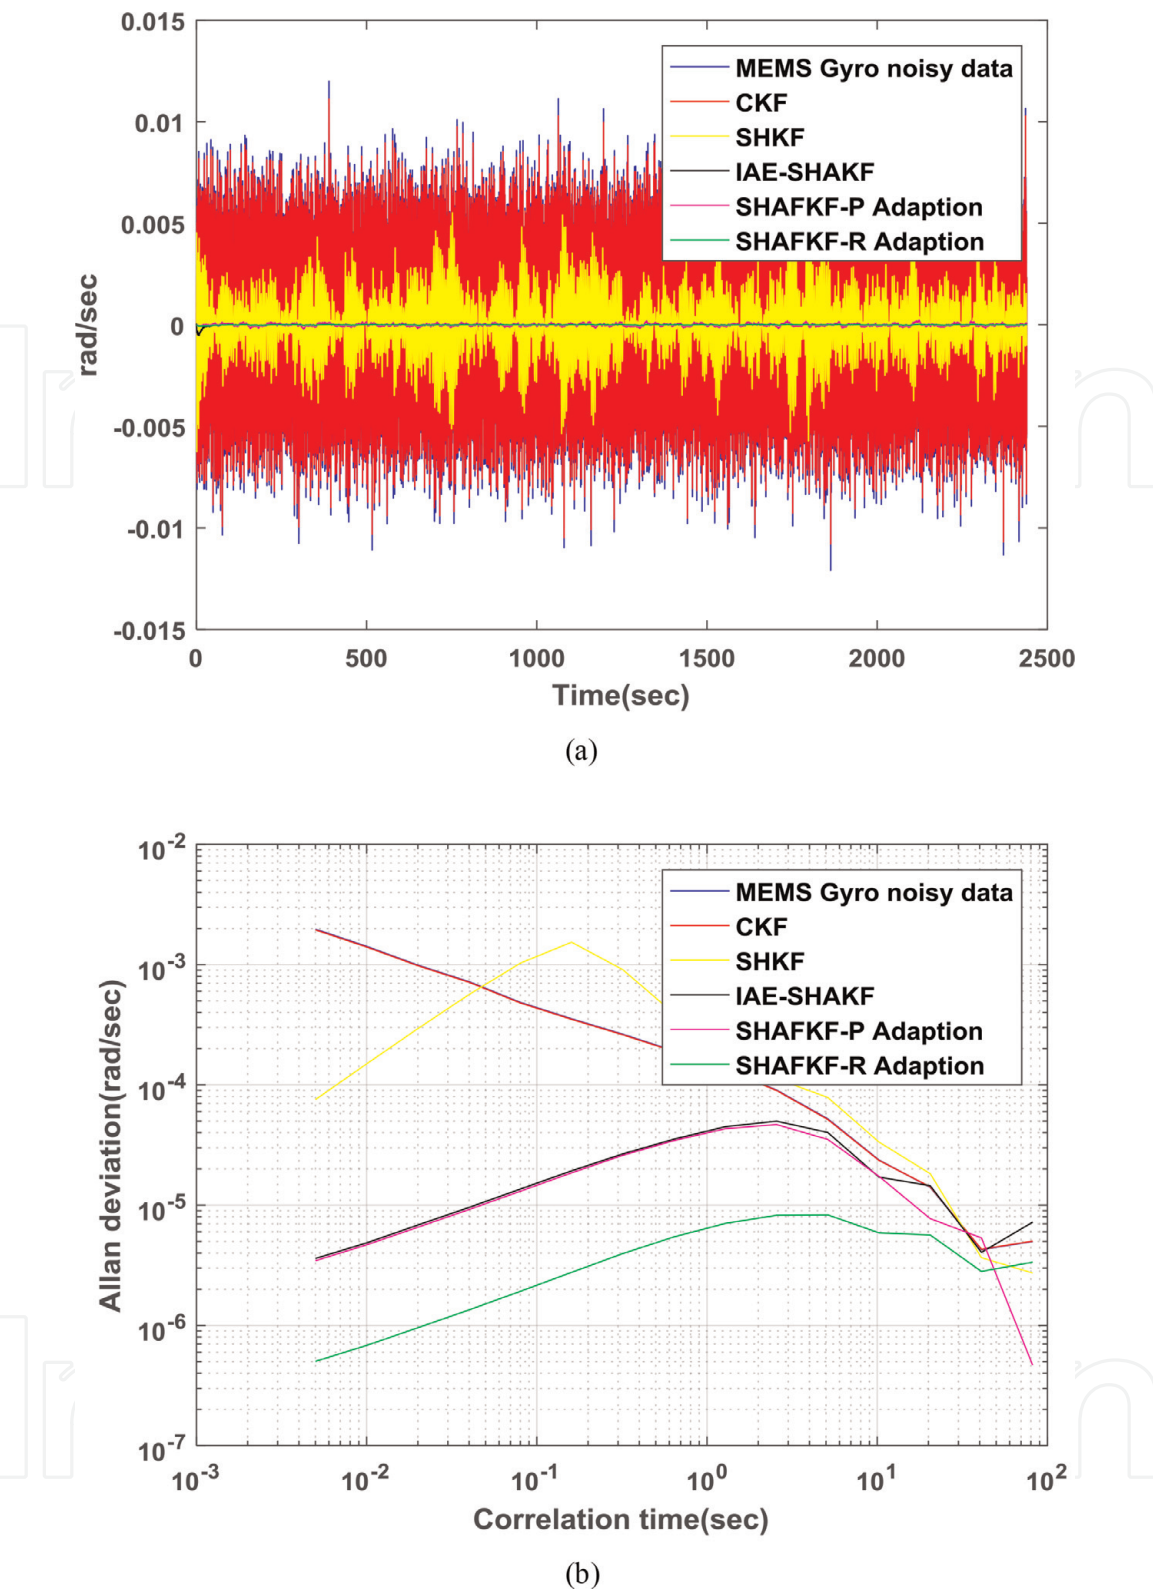 0.015
0.01
0.005
0
-0.005
-0.01
-0.015
rad/sec
MEMS Gyro noisy data
CKF
SHKF
IAE-SHAKF
SHAFKF-P Adaption
SHAFKF-R Adaption
0 500 1000 1500 2000 2500
Time(sec)
(a)
10-2
10-3
10-4
10-5
10-6
10-7
Allan deviation(rad/sec)
MEMS Gyro noisy data
CKF
SHKF
IAE-SHAKF
SHAFKF-P Adaption
SHAFKF-R Adaption
10-3 10-2 10-1 100 101 102
Correlation time(sec)
(b)